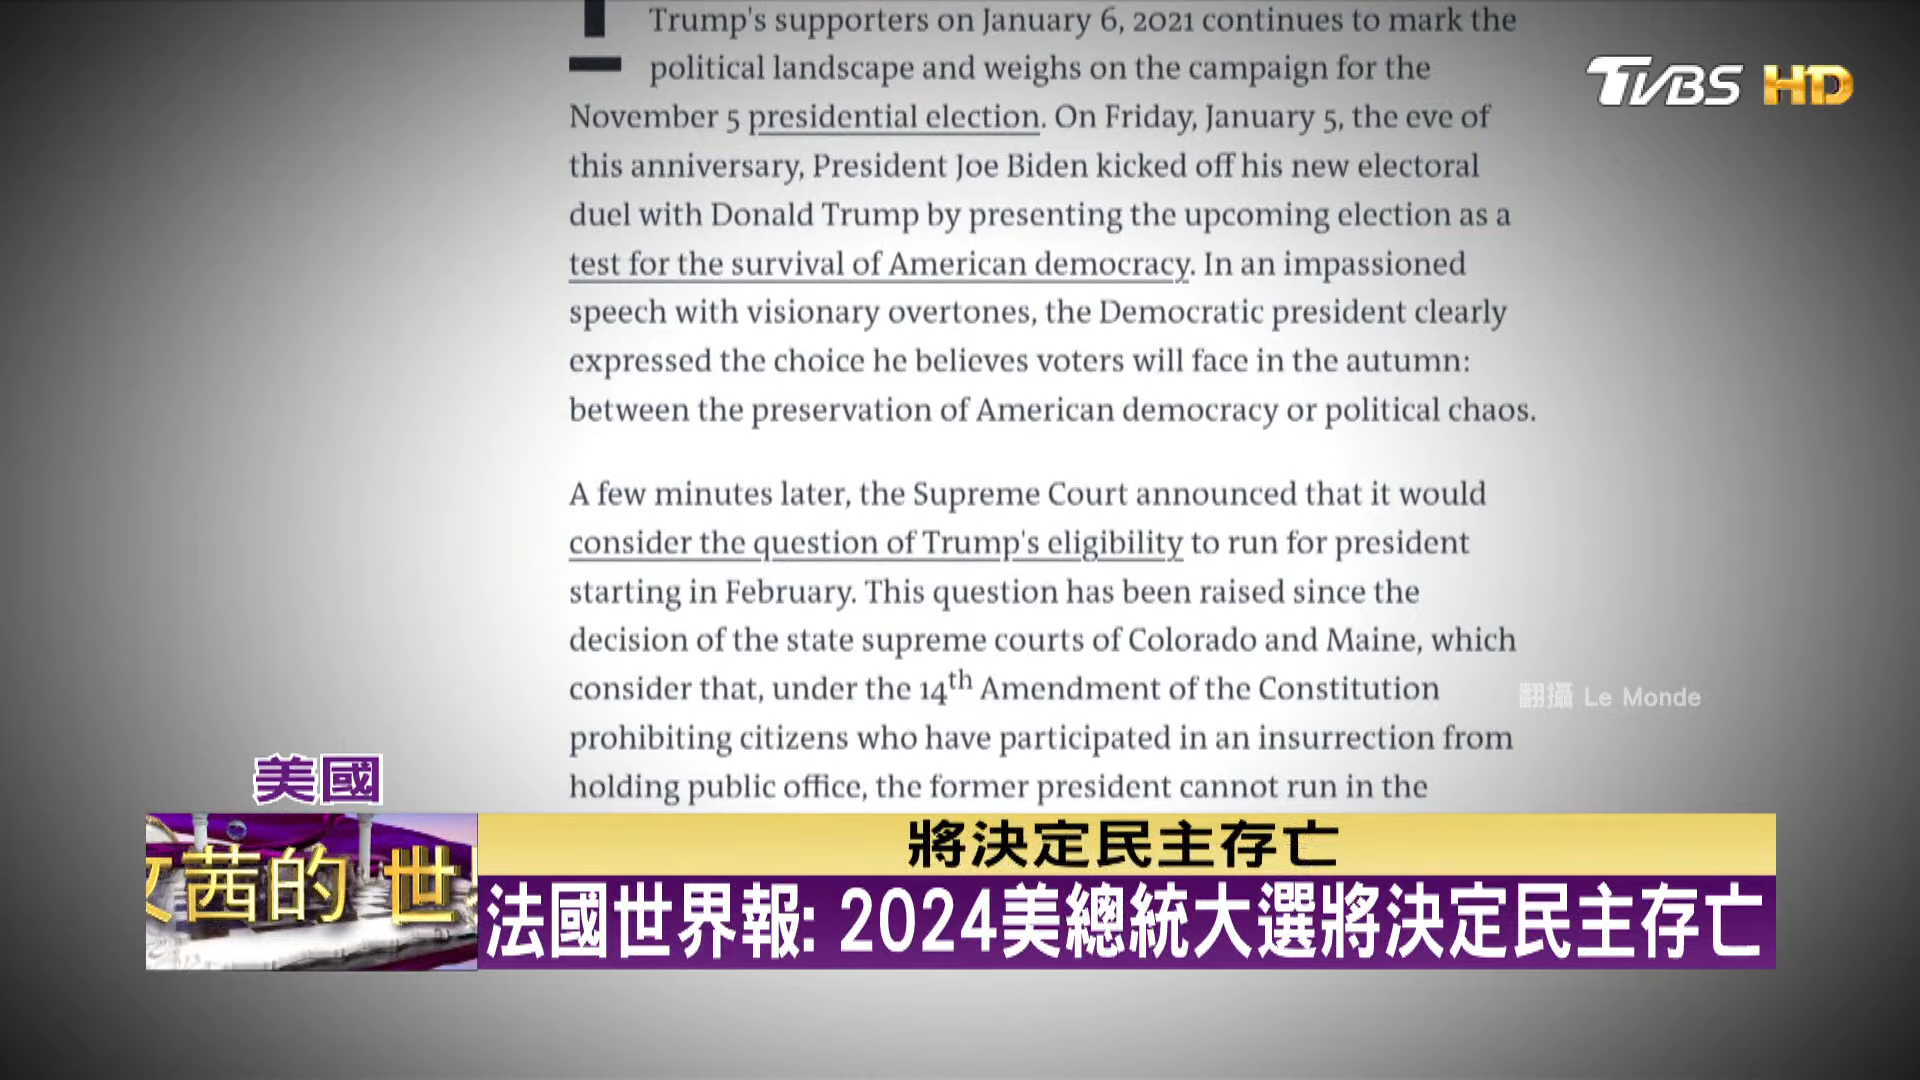 Trump's supporters on January 6, 2021 continues to mark the
political landscape and weighs on the campaign for the
November 5 presidential election. On Friday, January 5, the eve of
this anniversary, President Joe Biden kicked off his new electoral
duel with Donald Trump by presenting the upcoming election as a
test for the survival of American democracy. In an impassioned
speech with visionary overtones, the Democratic president clearly
expressed the choice he believes voters will face in the autumn:
between the preservation of American democracy or political chaos.
A few minutes later, the Supreme Court announced that it would
consider the question of Trump's eligibility to run for president
starting in February. This question has been raised since the
decision of the state supreme courts of Colorado and Maine, which
consider that, under the 14th Amendment of the Constitution
prohibiting citizens who have participated in an insurrection from
holding public office, the former president cannot run in the
TVBS HD
翻攝 Le Monde
美國
茜的 世
將決定民主存亡
法國世界報: 2024美總統大選將決定民主存亡